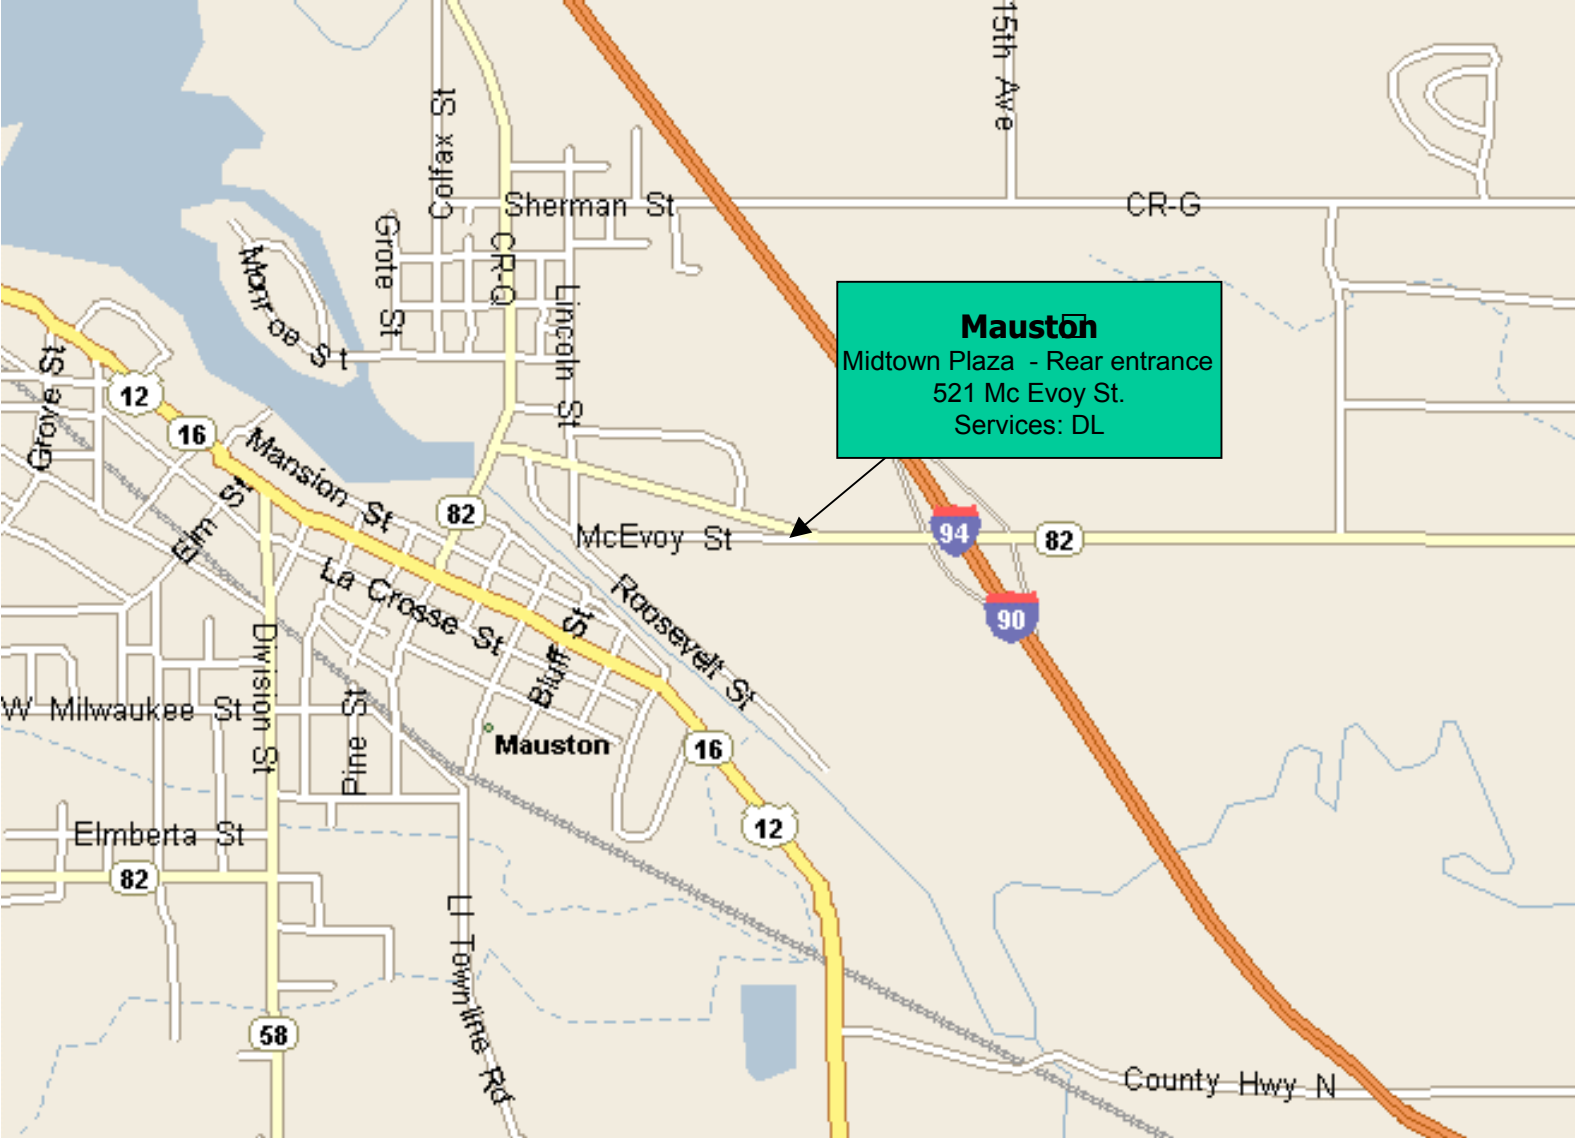 15th Ave
Colfax St
Sherman St
CR-G
Grote St
CR-G
Monroe St
Lincoln St
Mauston
Midtown Plaza - Rear entrance
521 Mc Evoy St.
Services: DL
Grove St
12
16
Mansion St
Elm St
82
McEvoy St
94
82
La Crosse St
Roosevelt St
90
Bluff St
Division St
W Milwaukee St
Pine St
Mauston
16
12
Elmberta St
82
Ll Townline Rd
58
County Hwy N